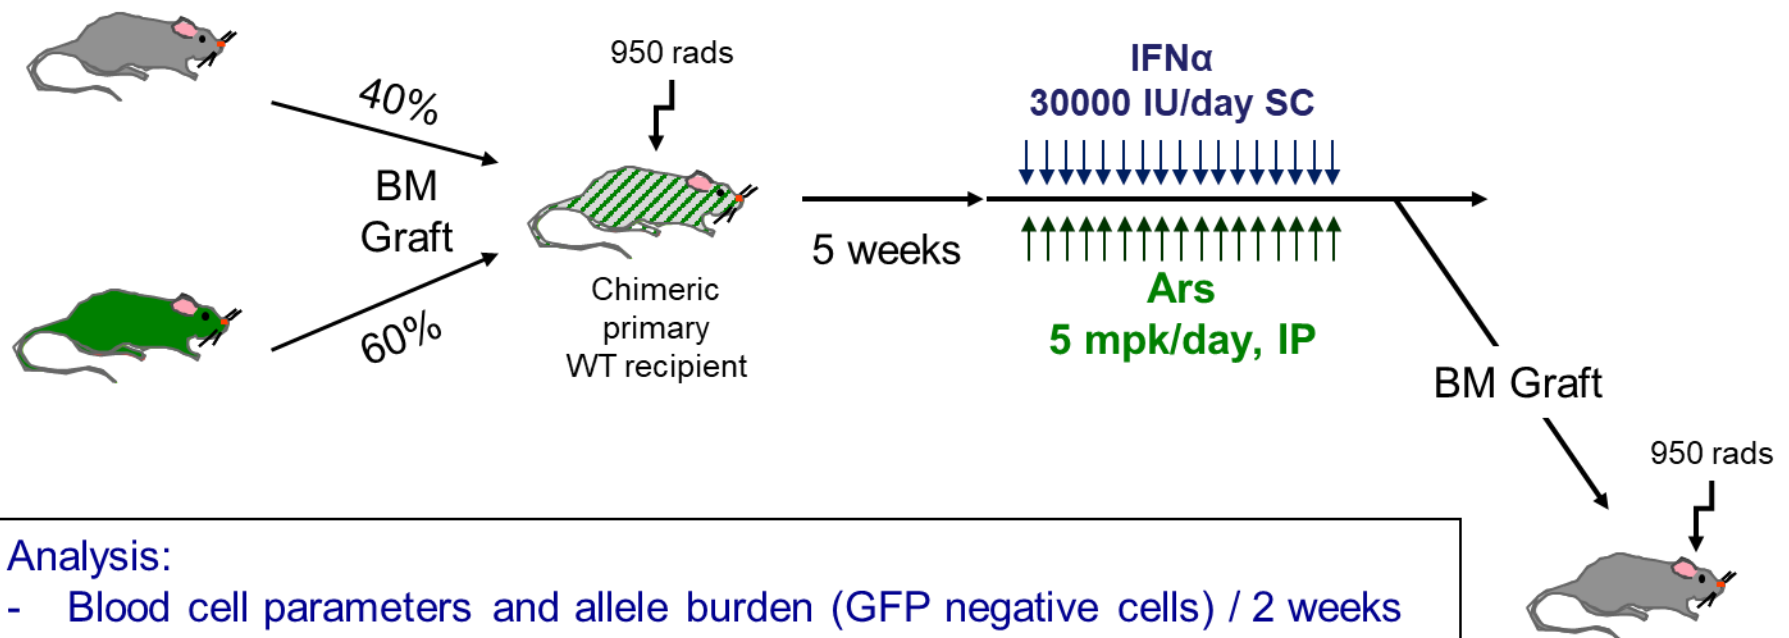 40%
BM
Graft
60%
950 rads
Chimeric
primary
WT recipient
5 weeks
IFNα
30000 IU/day SC
Ars
5 mpk/day, IP
BM Graft
950 rads
Analysis:
- Blood cell parameters and allele burden (GFP negative cells) / 2 weeks